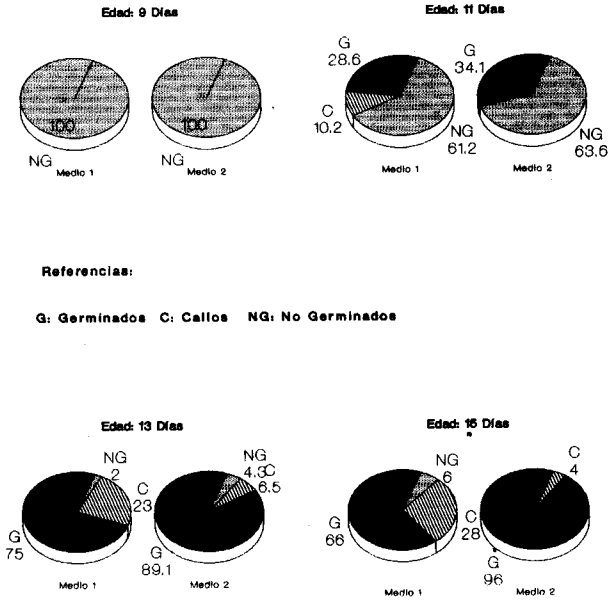 Edad: 9 Días
100
NG
Medio 1
100
Medio 2
Edad: 11 Días
G
28.6
C
10.2
NG
61.2
Medio 1
G
34.1
NG
63.6
Medio 2
Referencias:
G: Germinados C: Callos NG: No Germinados
Edad: 13 Días
NG
2
C
23
G
75
Medio 1
NG
4.3
C
6.5
G
89.1
Medio 2
Edad: 15 Días
NG
6
C
28
G
66
Medio 1
C
4
G
96
Medio 2